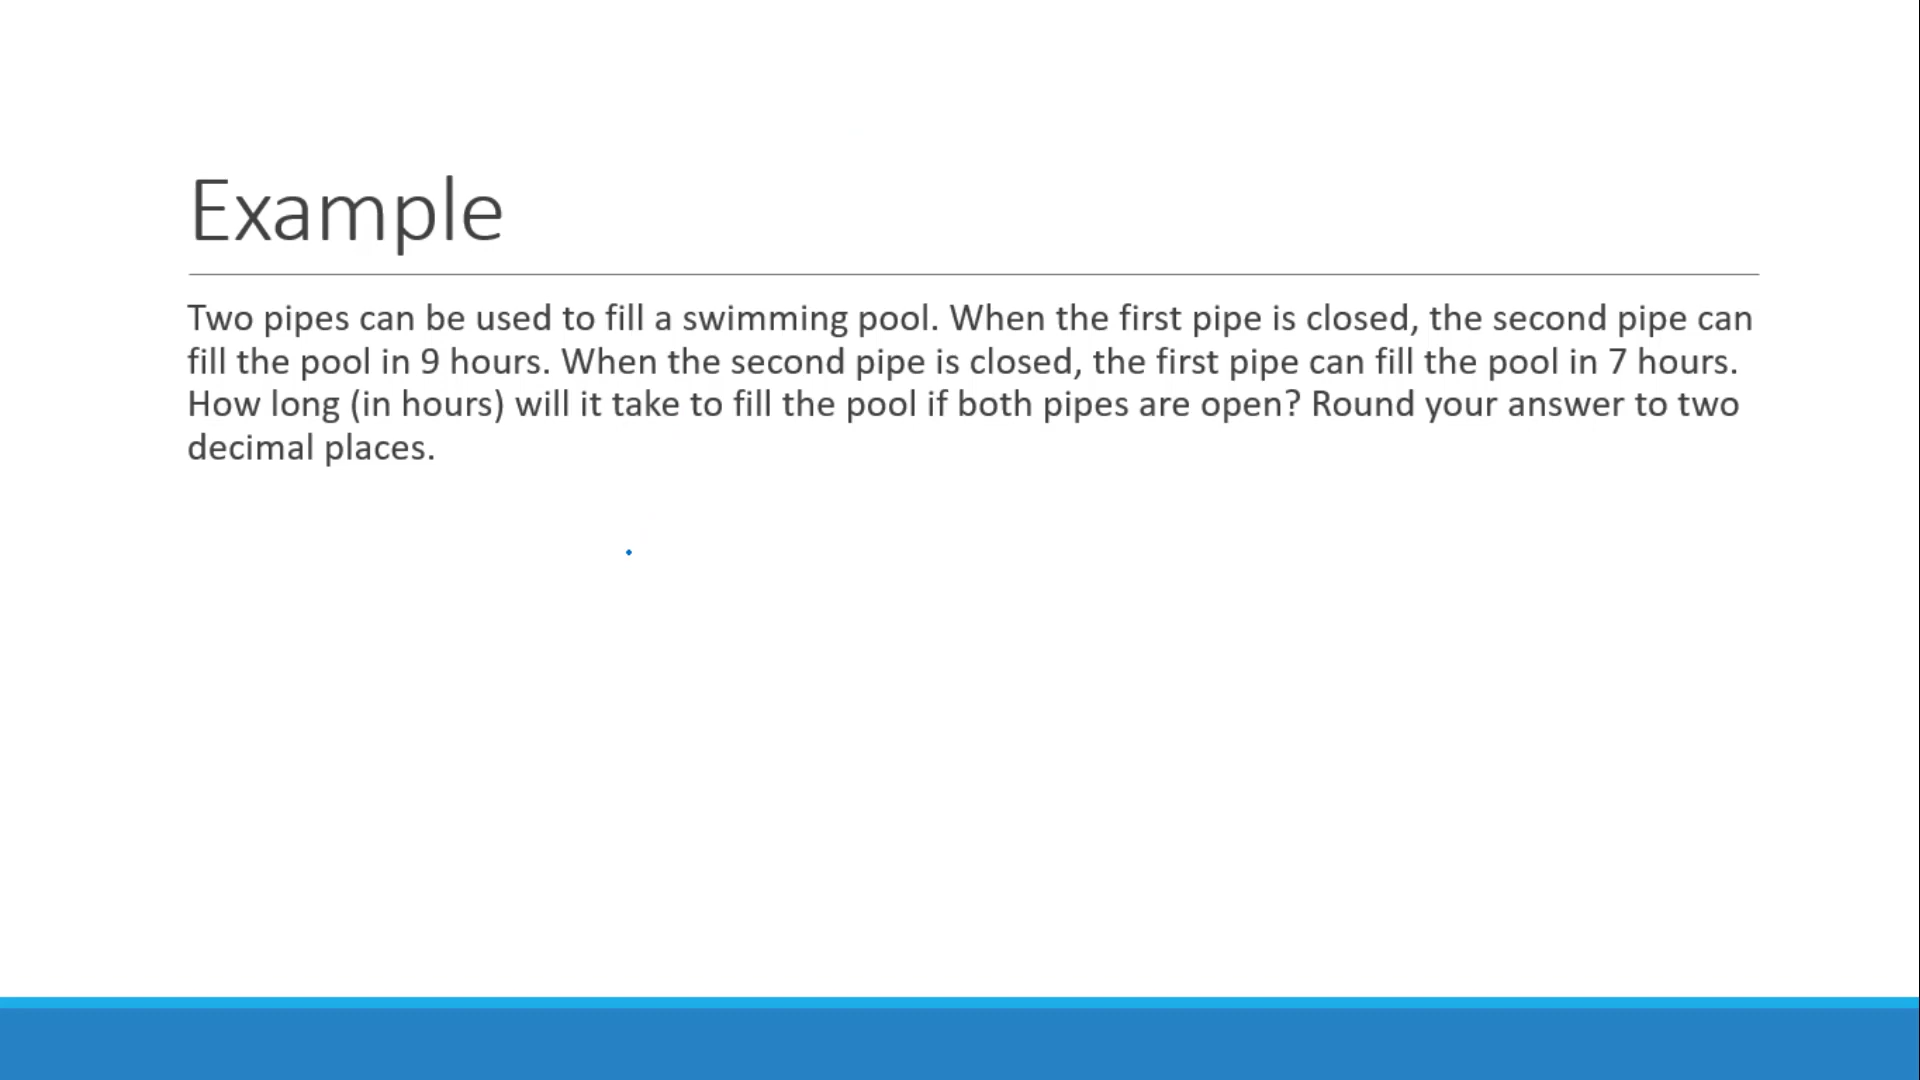 Example
Two pipes can be used to fill a swimming pool. When the first pipe is closed, the second pipe can
fill the pool in 9 hours. When the second pipe is closed, the first pipe can fill the pool in 7 hours.
How long (in hours) will it take to fill the pool if both pipes are open? Round your answer to two
decimal places.